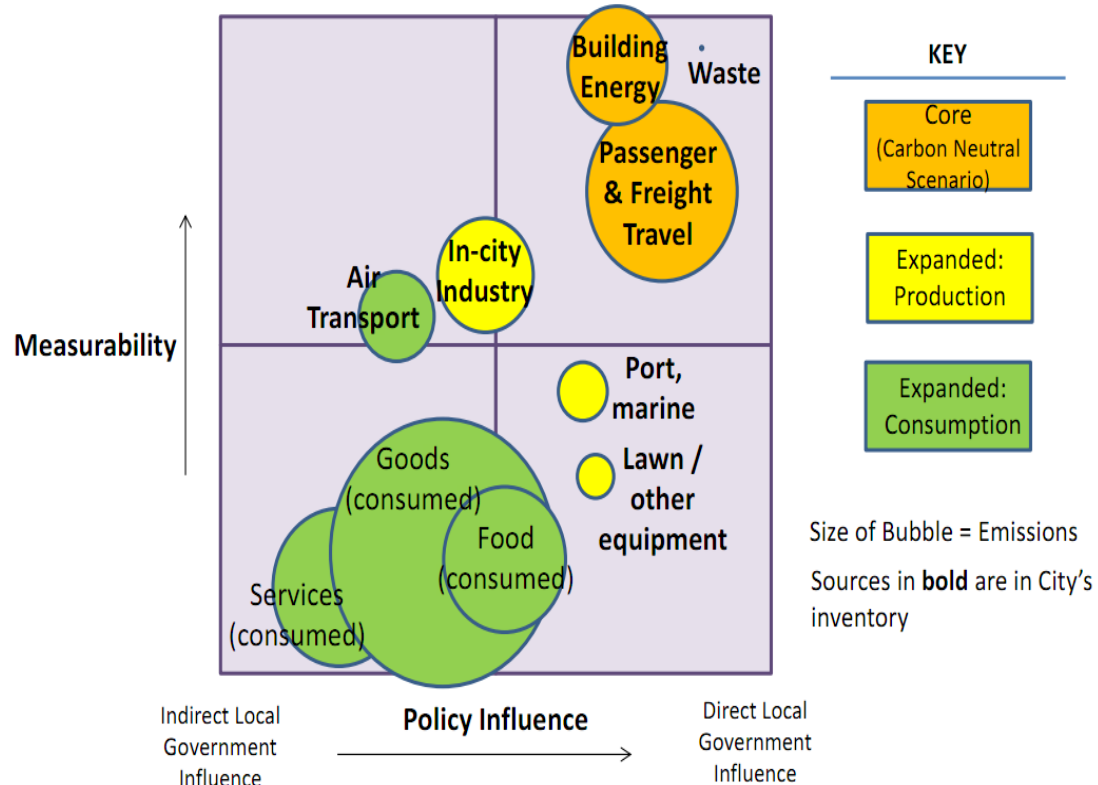 Building
Energy
Waste
Passenger
& Freight
Travel
In-city
Industry
Air
Transport
Measurability
Port,
marine
Goods
(consumed)
Lawn /
other
equipment
Food
(consumed)
Services
(consumed)
Indirect Local
Government
Influence
Policy Influence
Direct Local
Government
Influence
KEY
Core
(Carbon Neutral
Scenario)
Expanded:
Production
Expanded:
Consumption
Size of Bubble = Emissions
Sources in bold are in City's
inventory